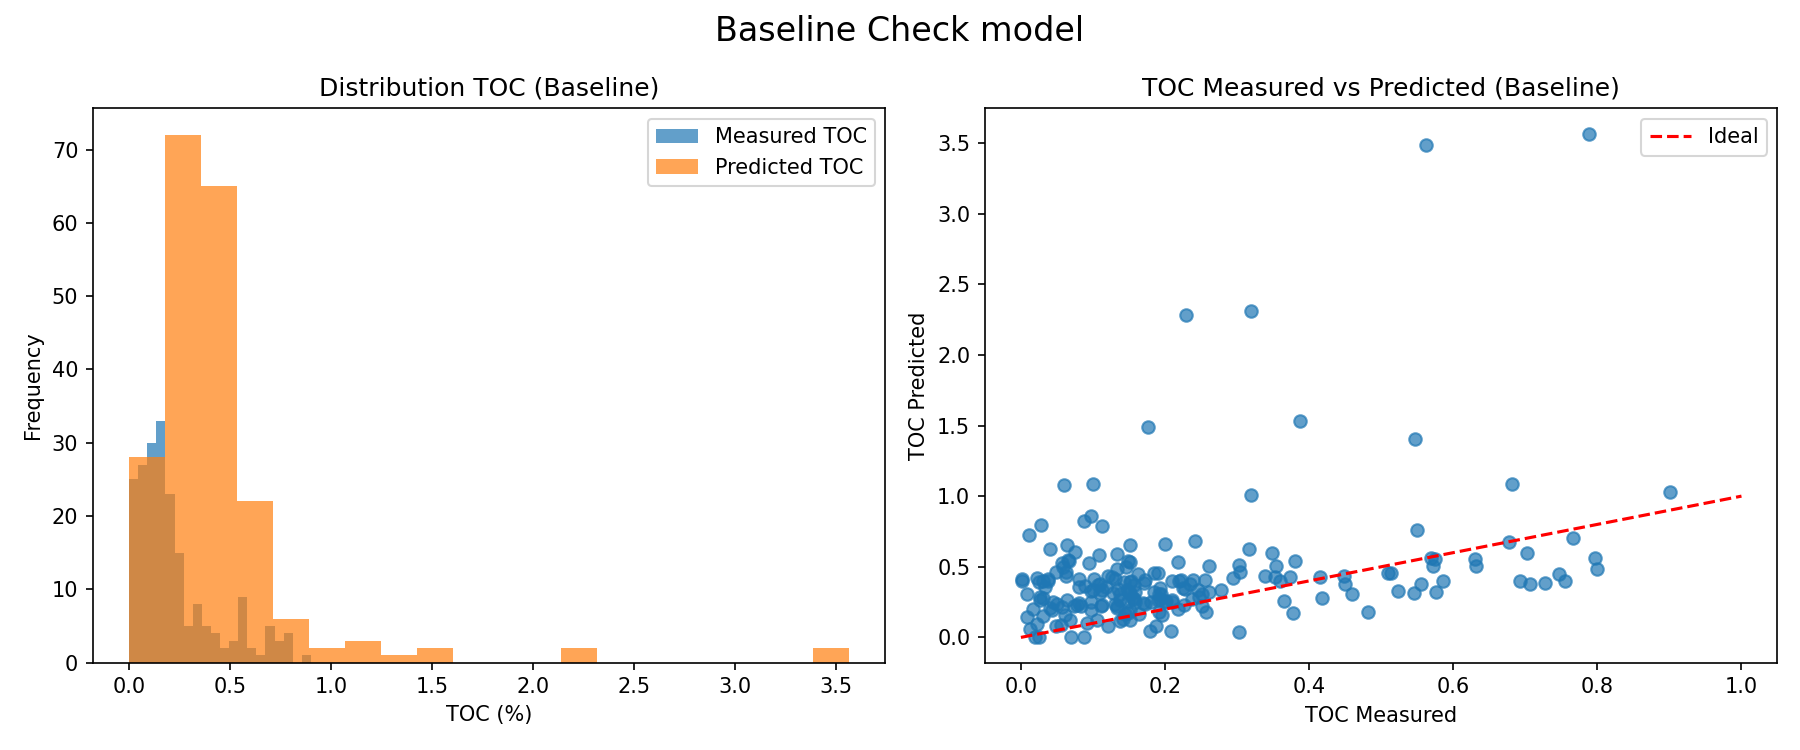 Baseline Check model
Distribution TOC (Baseline)
Measured TOC
Predicted TOC
Frequency
70
60
50
40
30
20
10
0
0.0 0.5 1.0 1.5 2.0 2.5 3.0 3.5
TOC (%)
TOC Measured vs Predicted (Baseline)
Ideal
TOC Predicted
3.5
3.0
2.5
2.0
1.5
1.0
0.5
0.0
0.0 0.2 0.4 0.6 0.8 1.0
TOC Measured